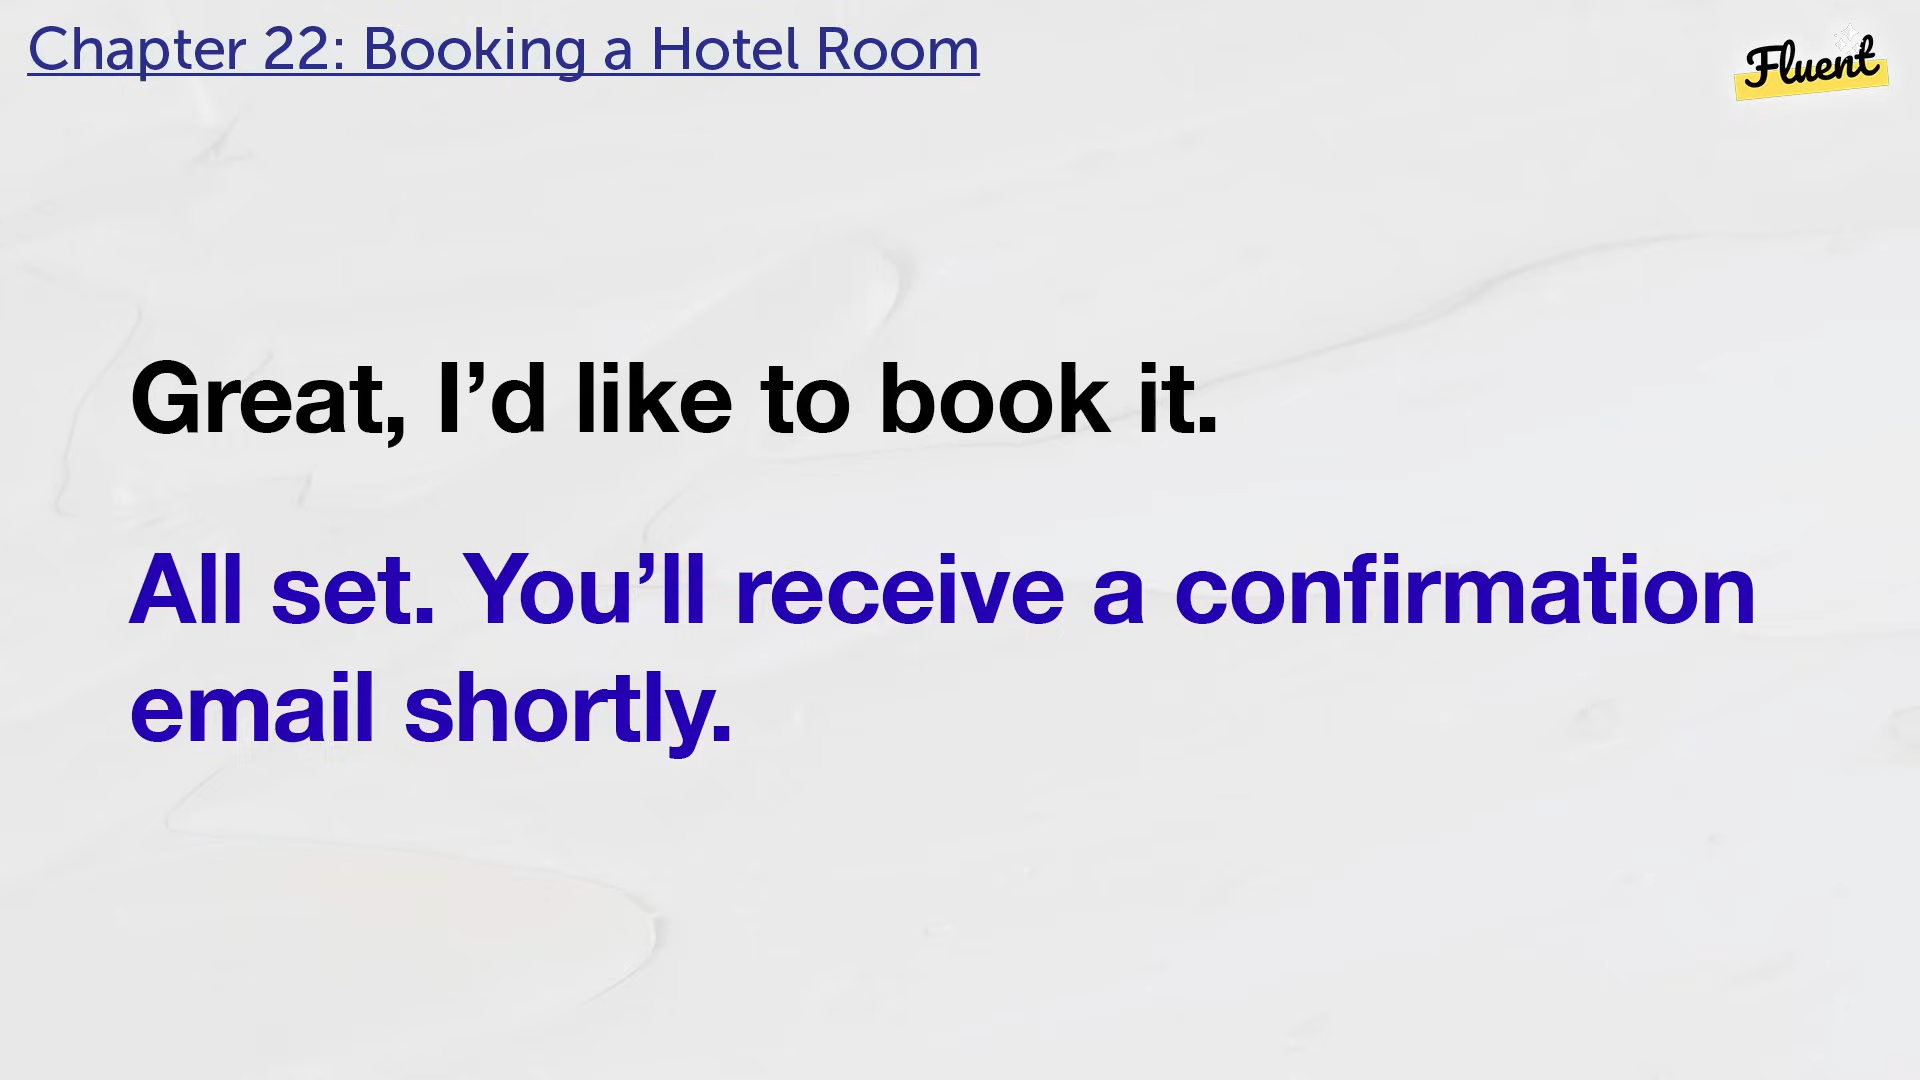 Chapter 22: Booking a Hotel Room
Fluent
Great, I’d like to book it.
All set. You’ll receive a confirmation
email shortly.